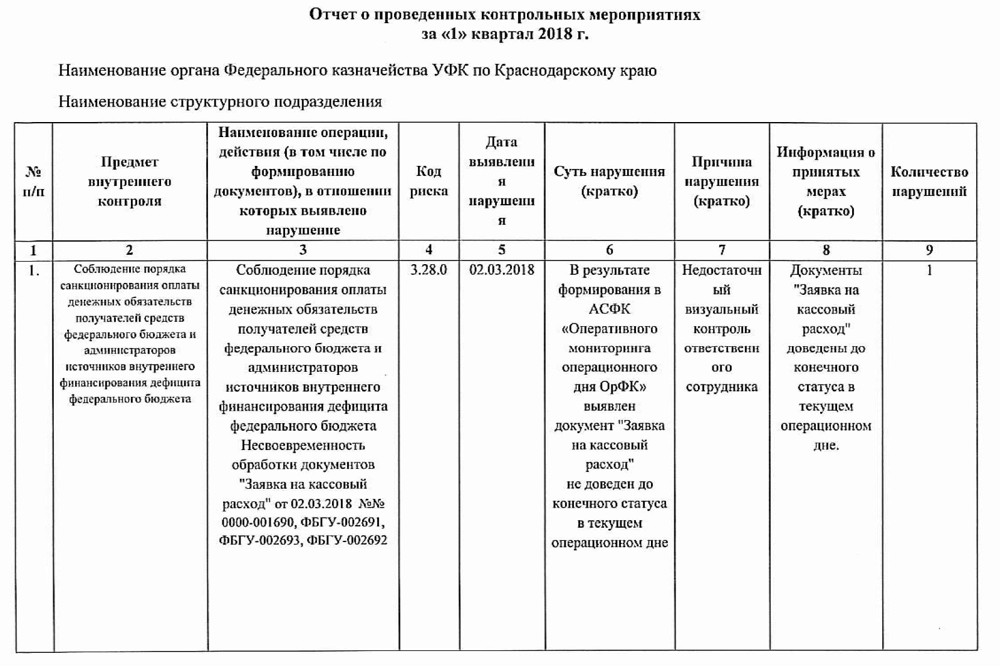 Отчет о проведенных контрольных мероприятиях
за «1» квартал 2018 г.
Наименование органа Федерального казначейства УФК по Краснодарскому краю
Наименование структурного подразделения
№
п/п
Предмет
внутреннего
контроля
Наименование операции,
действия (в том числе по
формированию
документов), в отношении
которых выявлено
нарушение
Код
риска
Дата
выявлени
я
нарушени
я
Суть нарушения
(кратко)
Причина
нарушения
(кратко)
Информация о
принятых
мерах
(кратко)
Количество
нарушений
1 2 3 4 5 6 7 8 9
1.
Соблюдение порядка
санкционирования оплаты
денежных обязательств
получателей средств
федерального бюджета и
администраторов
источников внутреннего
финансирования дефицита
федерального бюджета
Соблюдение порядка
санкционирования оплаты
денежных обязательств
получателей средств
федерального бюджета и
администраторов
источников внутреннего
финансирования дефицита
федерального бюджета
Несвоевременность
обработки документов
"Заявка на кассовый
расход" от 02.03.2018 №№
0000-001690, ФБГУ-002691,
ФБГУ-002693, ФБГУ-002692
3.28.0
02.03.2018
В результате
формирования в
АСФК
«Оперативного
мониторинга
операционного
дня ОрФК»
выявлен
документ "Заявка
на кассовый
расход"
не доведен до
конечного статуса
в текущем
операционном дне
Недостаточн
ый
визуальный
контроль
ответственн
ого
сотрудника
Документы
"Заявка на
кассовый
расход"
доведены до
конечного
статуса в
текущем
операционном
дне.
1